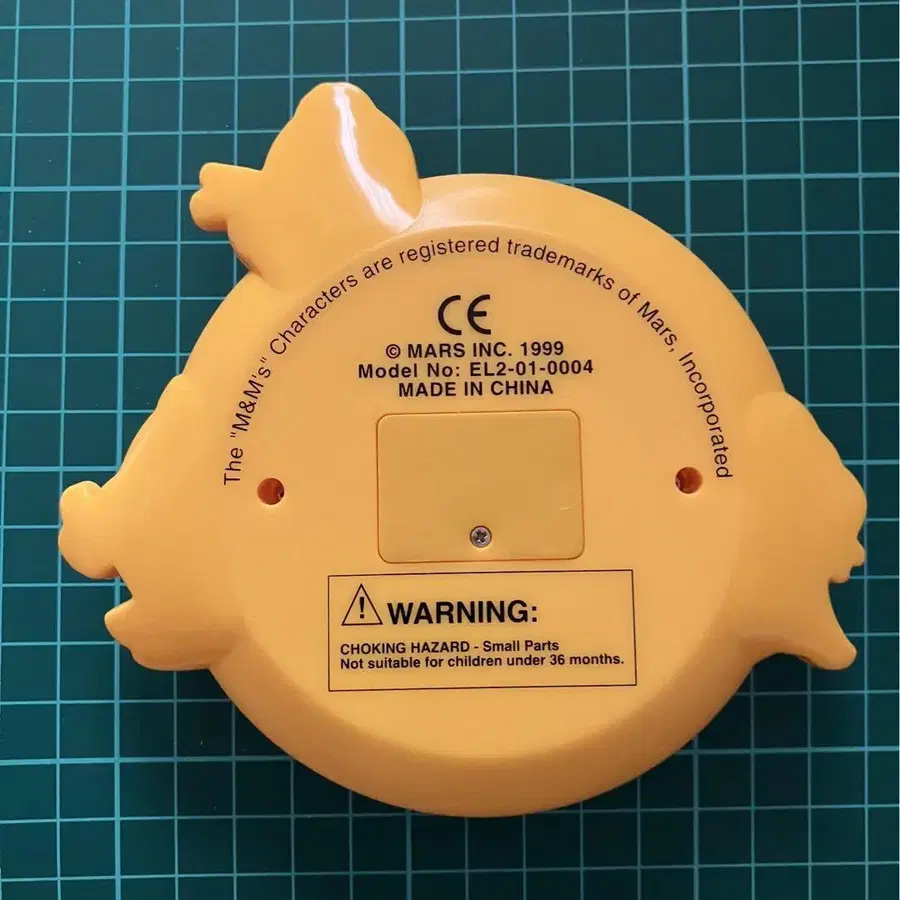 The "M&M's" Characters are registered trademarks of Mars, Incorporated
CE
© MARS INC. 1999
Model No: EL2-01-0004
MADE IN CHINA
! WARNING:
CHOKING HAZARD - Small Parts
Not suitable for children under 36 months.